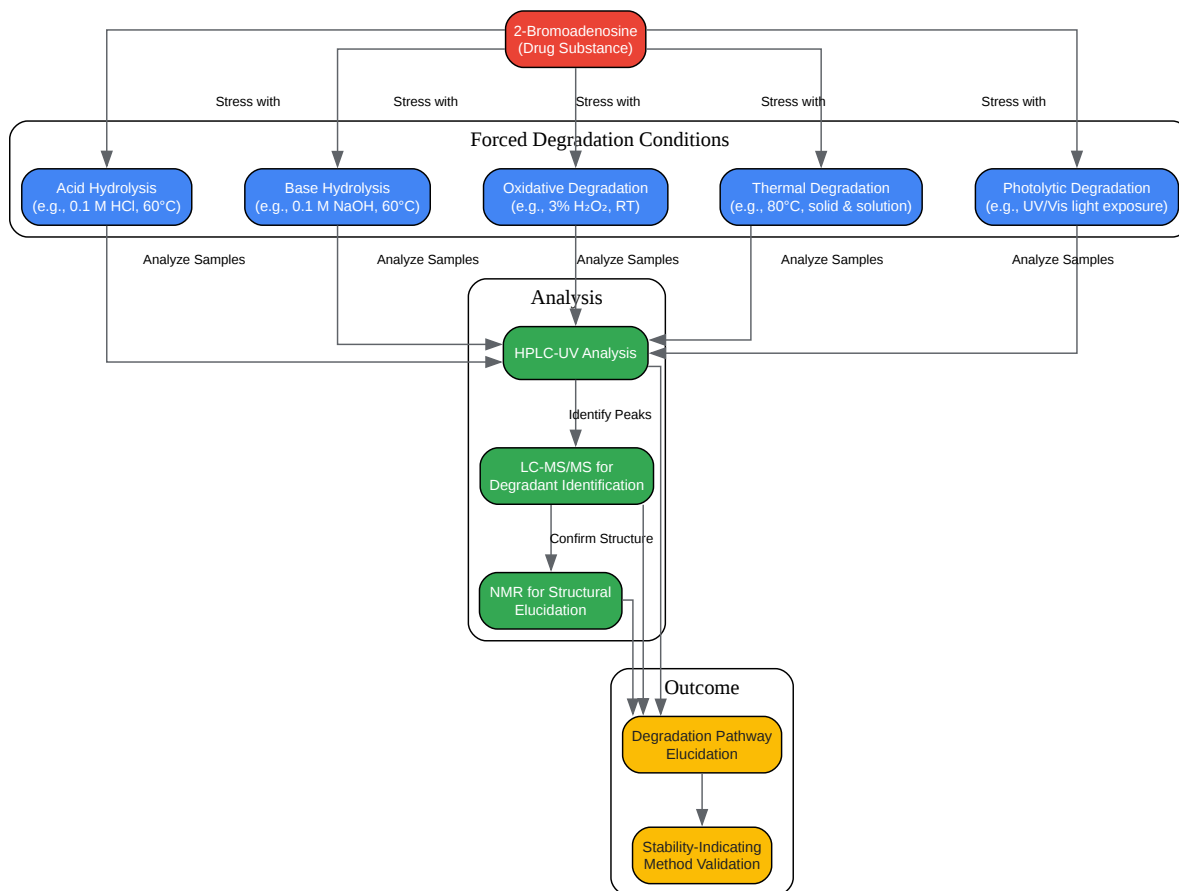 2-Bromoadenosine
(Drug Substance)
Stress with
Stress with
Stress with
Stress with
Stress with
Forced Degradation Conditions
Acid Hydrolysis
(e.g., 0.1 M HCl, 60°C)
Base Hydrolysis
(e.g., 0.1 M NaOH, 60°C)
Oxidative Degradation
(e.g., 3% H₂O₂, RT)
Thermal Degradation
(e.g., 80°C, solid & solution)
Photolytic Degradation
(e.g., UV/Vis light exposure)
Analyze Samples
Analyze Samples
Analyze Samples
Analyze Samples
Analyze Samples
Analysis
HPLC-UV Analysis
Identify Peaks
LC-MS/MS for
Degradant Identification
Confirm Structure
NMR for Structural
Elucidation
Outcome
Degradation Pathway
Elucidation
Stability-Indicating
Method Validation